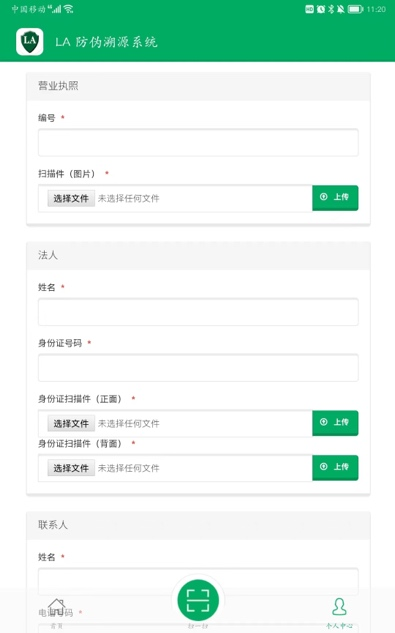 中国移动 4G HD 11:20
LA LA 防伪溯源系统
营业执照
编号 *
扫描件（图片） *
选择文件 未选择任何文件 上传
法人
姓名 *
身份证号码 *
身份证扫描件（正面） *
选择文件 未选择任何文件 上传
身份证扫描件（背面） *
选择文件 未选择任何文件 上传
联系人
姓名 *
电话号码 *
首页 扫一扫 个人中心